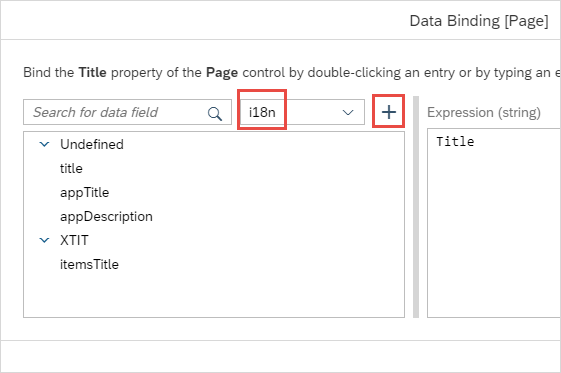 Data Binding [Page]
Bind the Title property of the Page control by double-clicking an entry or by typing an e
Search for data field
i18n
+
Expression (string)
Undefined
Title
title
appTitle
appDescription
XTIT
itemsTitle